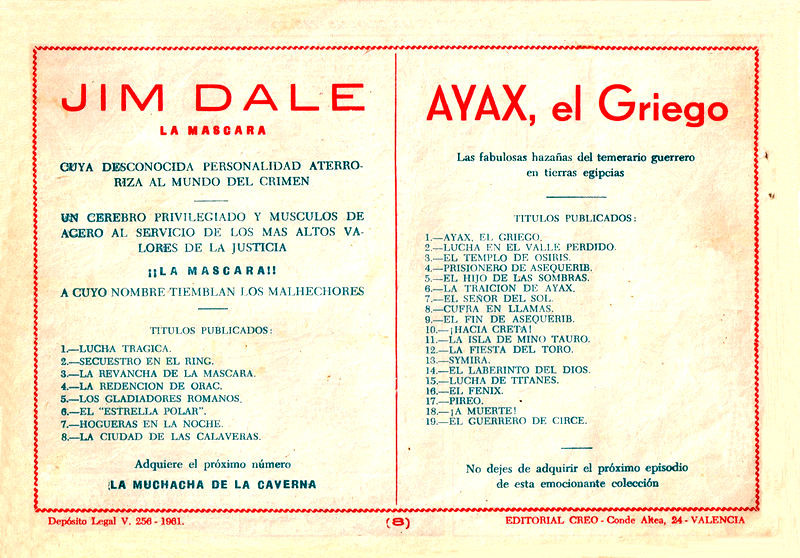 JIM DALE
LA MASCARA
CUYA DESCONOCIDA PERSONALIDAD ATERRO-
RIZA AL MUNDO DEL CRIMEN
UN CEREBRO PRIVILEGIADO Y MUSCULOS DE
ACERO AL SERVICIO DE LOS MAS ALTOS VA-
LORES DE LA JUSTICIA
¡¡LA MASCARA!!
A CUYO NOMBRE TIEMBLAN LOS MALHECHORES
TITULOS PUBLICADOS:
1.—LUCHA TRAGICA.
2.—SECUESTRO EN EL RING.
3.—LA REVANCHA DE LA MASCARA.
4.—LA REDENCION DE ORAC.
5.—LOS GLADIADORES ROMANOS.
6.—EL "ESTRELLA POLAR".
7.—HOGUERAS EN LA NOCHE.
8.—LA CIUDAD DE LAS CALAVERAS.
Adquiere el próximo número
¡LA MUCHACHA DE LA CAVERNA
AYAX, el Griego
Las fabulosas hazañas del temerario guerrero
en tierras egipcias
TITULOS PUBLICADOS:
1.—AYAX, EL GRIEGO.
2.—LUCHA EN EL VALLE PERDIDO.
3.—EL TEMPLO DE OSIRIS.
4.—PRISIONERO DE ASEQUERIB.
5.—EL HIJO DE LAS SOMBRAS.
6.—LA TRAICION DE AYAX.
7.—EL SEÑOR DEL SOL.
8.—CUFRA EN LLAMAS.
9.—EL FIN DE ASEQUERIB.
10.—¡HACIA CRETA!
11.—LA ISLA DE MINO TAURO.
12.—LA FIESTA DEL TORO.
13.—SYMIRA.
14.—EL LABERINTO DEL DIOS.
15.—LUCHA DE TITANES.
16.—EL FENIX.
17.—PIREO.
18.—¡A MUERTE!
19.—EL GUERRERO DE CIRCE.
No dejes de adquirir el próximo episodio
de esta emocionante colección
Depósito Legal V. 256 - 1961.
(8)
EDITORIAL CREO - Conde Altea, 24 - VALENCIA